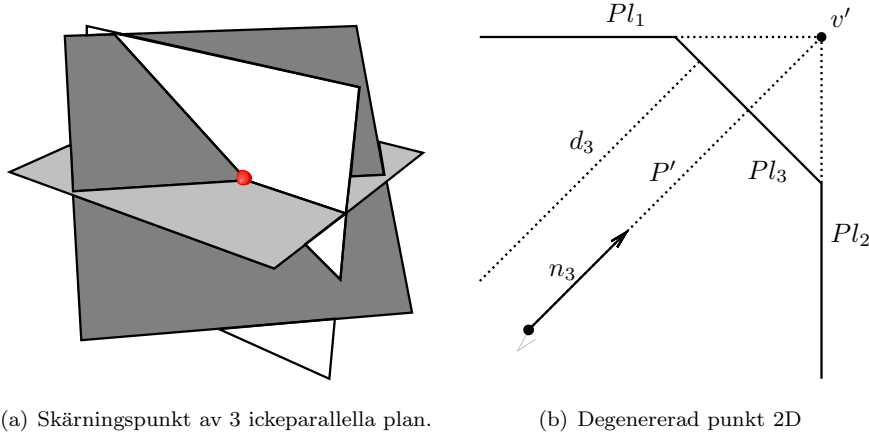 Pl₁
v′
d₃
P′
Pl₃
Pl₂
n₃
(a) Skärningspunkt av 3 ickeparallella plan.
(b) Degenererad punkt 2D